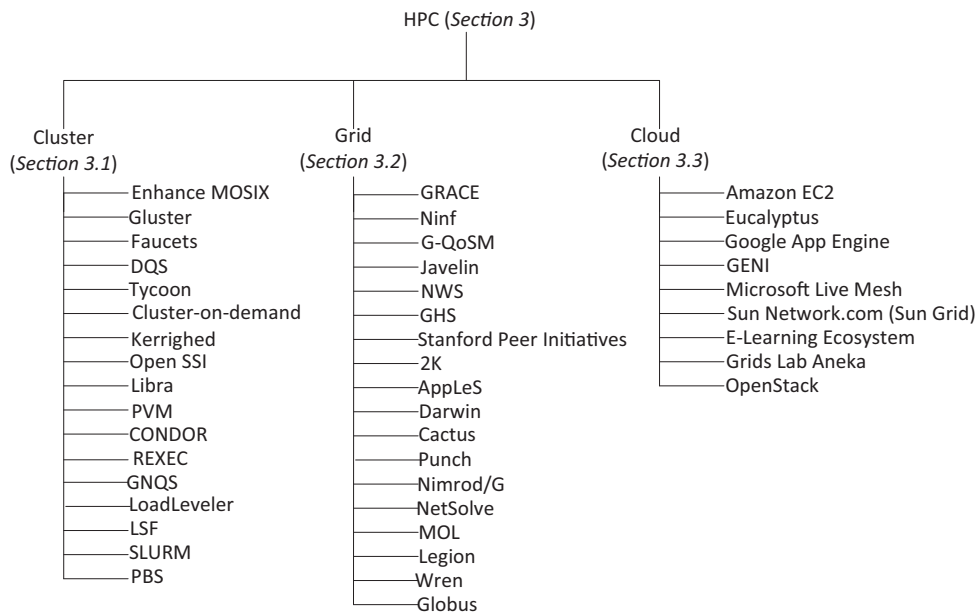 HPC (Section 3)
Cluster
(Section 3.1)
Enhance MOSIX
Gluster
Faucets
DQS
Tycoon
Cluster-on-demand
Kerrighed
Open SSI
Libra
PVM
CONDOR
REXEC
GNQS
LoadLeveler
LSF
SLURM
PBS
Grid
(Section 3.2)
GRACE
Ninf
G-QoSM
Javelin
NWS
GHS
Stanford Peer Initiatives
2K
AppLeS
Darwin
Cactus
Punch
Nimrod/G
NetSolve
MOL
Legion
Wren
Globus
Cloud
(Section 3.3)
Amazon EC2
Eucalyptus
Google App Engine
GENI
Microsoft Live Mesh
Sun Network.com (Sun Grid)
E-Learning Ecosystem
Grids Lab Aneka
OpenStack